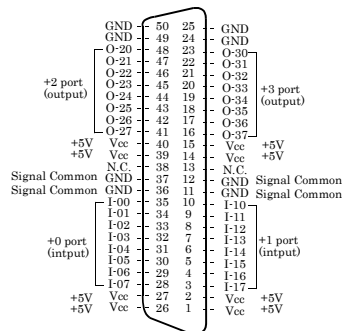 GND 50 25 GND
GND 49 24 GND
O-20 48 23 O-30
O-21 47 22 O-31
O-22 46 21 O-32
+2 port
(output)
O-23 45 20 O-33
+3 port
(output)
O-24 44 19 O-34
O-25 43 18 O-35
O-26 42 17 O-36
O-27 41 16 O-37
+5V Vcc 40 15 Vcc +5V
+5V Vcc 39 14 Vcc +5V
N.C. 38 13 N.C.
Signal Common GND 37 12 GND Signal Common
Signal Common GND 36 11 GND Signal Common
I-00 35 10 I-10
I-01 34 9 I-11
I-02 33 8 I-12
+0 port
(intput)
I-03 32 7 I-13
+1 port
(intput)
I-04 31 6 I-14
I-05 30 5 I-15
I-06 29 4 I-16
I-07 28 3 I-17
+5V Vcc 27 2 Vcc +5V
+5V Vcc 26 1 Vcc +5V